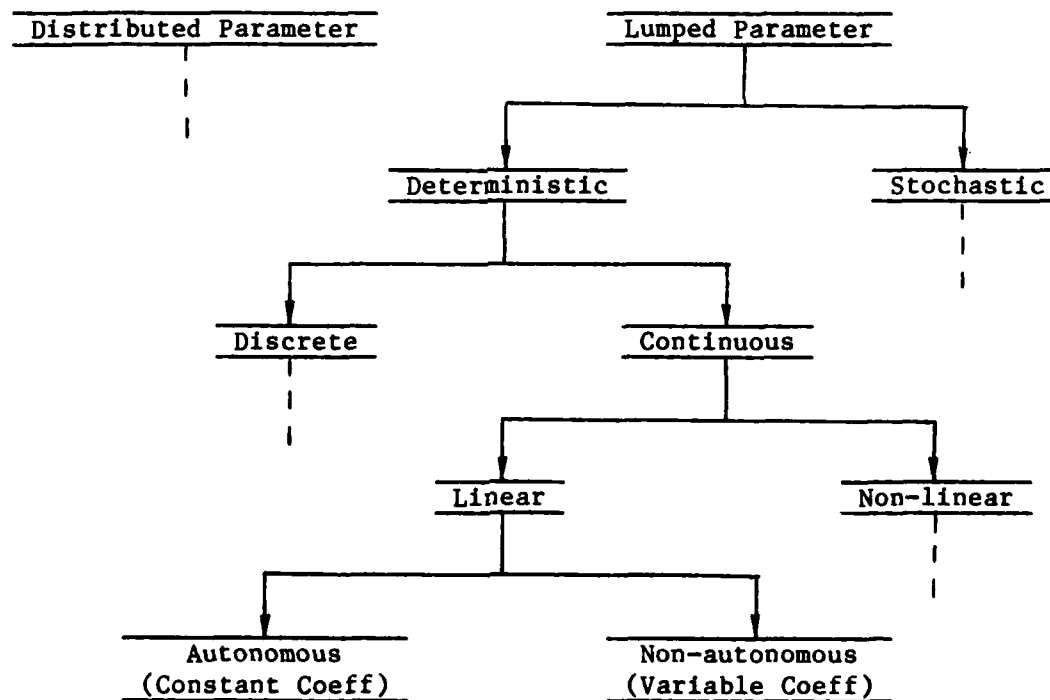 Distributed Parameter
Lumped Parameter
Deterministic
Stochastic
Discrete
Continuous
Linear
Non-linear
Autonomous
(Constant Coeff)
Non-autonomous
(Variable Coeff)